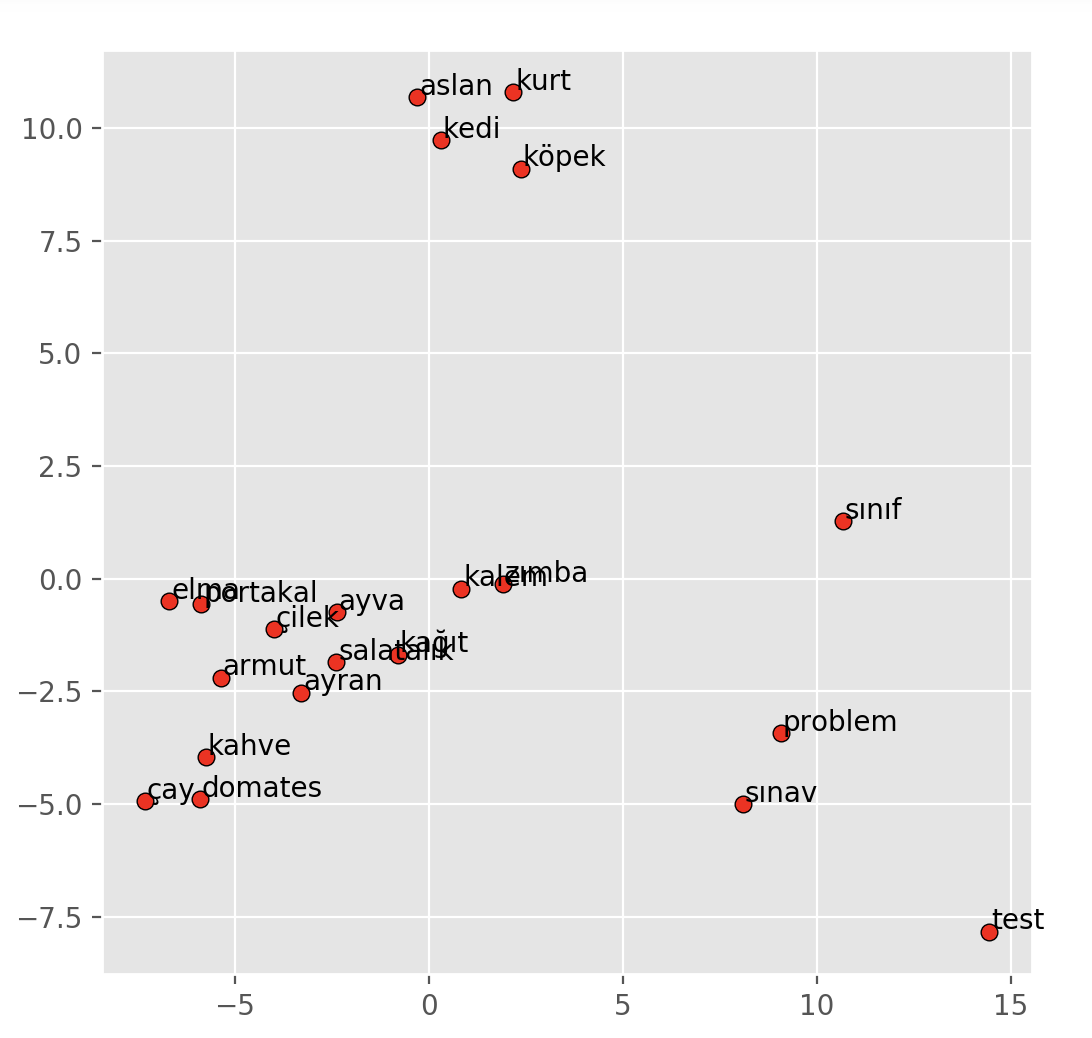 aslan
kurt
kedi
köpek
10.0
7.5
5.0
2.5
sınıf
0.0
kalem
zımba
elma
portakal
ayva
çilek
kağıt
salatalık
armut
ayran
−2.5
problem
kahve
çay
domates
sınav
−5.0
−7.5
test
−5
0
5
10
15